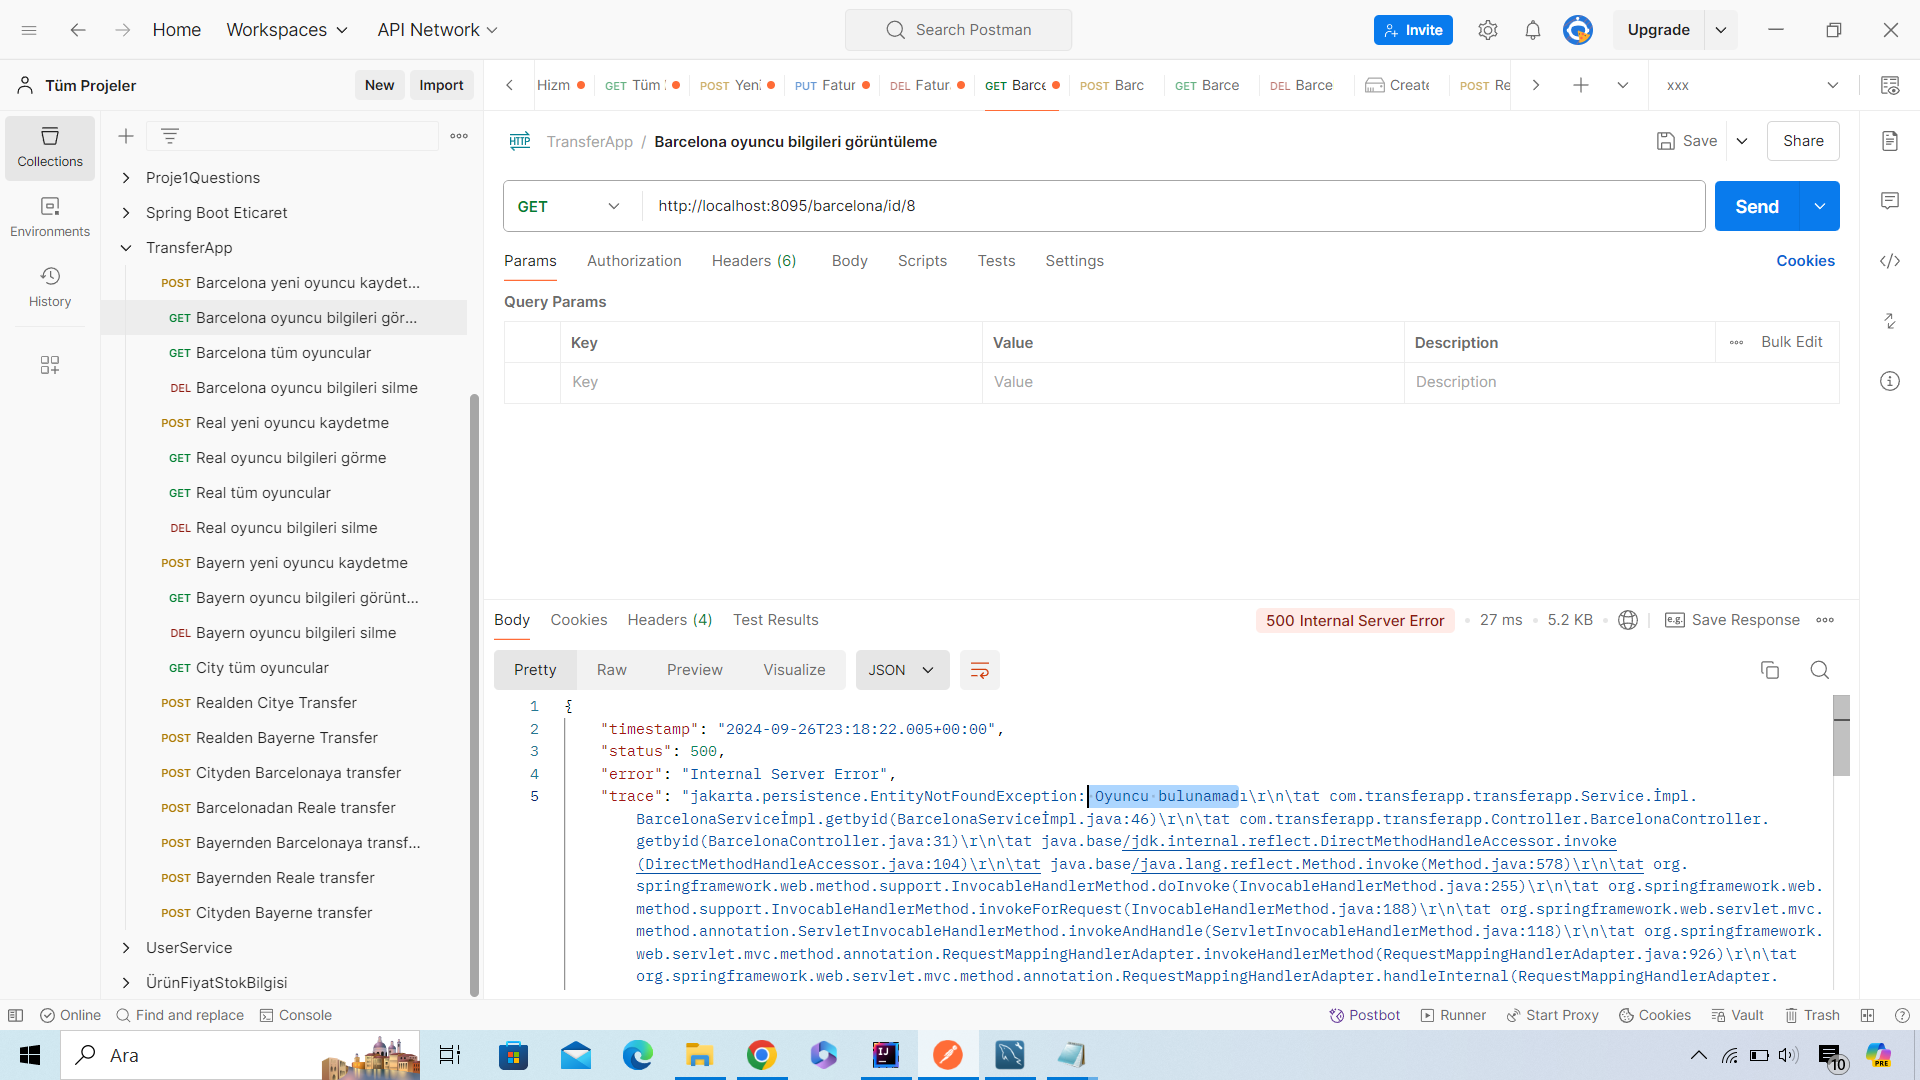 Home
Workspaces
API Network
Search Postman
Invite
Upgrade
Tüm Projeler
New
Import
Hizm
GET Tüm
POST Yeni
PUT Fatur
DEL Fatur
GET Barce
POST Barc
GET Barce
DEL Barce
Create
POST Re
xxx
Collections
Environments
History
Proje1Questions
Spring Boot Eticaret
TransferApp
POST Barcelona yeni oyuncu kaydet...
GET Barcelona oyuncu bilgileri gör...
GET Barcelona tüm oyuncular
DEL Barcelona oyuncu bilgileri silme
POST Real yeni oyuncu kaydetme
GET Real oyuncu bilgileri görme
GET Real tüm oyuncular
DEL Real oyuncu bilgileri silme
POST Bayern yeni oyuncu kaydetme
GET Bayern oyuncu bilgileri görünt...
DEL Bayern oyuncu bilgileri silme
GET City tüm oyuncular
POST Realden Citye Transfer
POST Realden Bayerne Transfer
POST Cityden Barcelonaya transfer
POST Barcelonadan Reale transfer
POST Bayernden Barcelonaya transf...
POST Bayernden Reale transfer
POST Cityden Bayerne transfer
UserService
ÜrünFiyatStokBilgisi
HTTP TransferApp / Barcelona oyuncu bilgileri görüntüleme
Save
Share
GET http://localhost:8095/barcelona/id/8
Send
Params Authorization Headers (6) Body Scripts Tests Settings
Cookies
Query Params
Key Value Description Bulk Edit
Key Value Description
Body Cookies Headers (4) Test Results
500 Internal Server Error
27 ms
5.2 KB
e.g. Save Response
Pretty Raw Preview Visualize JSON
1 {
2 "timestamp": "2024-09-26T23:18:22.005+00:00",
3 "status": 500,
4 "error": "Internal Server Error",
5 "trace": "jakarta.persistence.EntityNotFoundException: Oyuncu bulunamadı\r\n\tat com.transferapp.transferapp.Service.İmpl.
BarcelonaServiceİmpl.getbyid(BarcelonaServiceİmpl.java:46)\r\n\tat com.transferapp.transferapp.Controller.BarcelonaController.
getbyid(BarcelonaController.java:31)\r\n\tat java.base/jdk.internal.reflect.DirectMethodHandleAccessor.invoke
(DirectMethodHandleAccessor.java:104)\r\n\tat java.base/java.lang.reflect.Method.invoke(Method.java:578)\r\n\tat org.
springframework.web.method.support.InvocableHandlerMethod.doInvoke(InvocableHandlerMethod.java:255)\r\n\tat org.springframework.web.
method.support.InvocableHandlerMethod.invokeForRequest(InvocableHandlerMethod.java:188)\r\n\tat org.springframework.web.servlet.mvc.
method.annotation.ServletInvocableHandlerMethod.invokeAndHandle(ServletInvocableHandlerMethod.java:118)\r\n\tat org.springframework.
web.servlet.mvc.method.annotation.RequestMappingHandlerAdapter.invokeHandlerMethod(RequestMappingHandlerAdapter.java:926)\r\n\tat
org.springframework.web.servlet.mvc.method.annotation.RequestMappingHandlerAdapter.handleInternal(RequestMappingHandlerAdapter.
Online
Find and replace
Console
Postbot
Runner
Start Proxy
Cookies
Vault
Trash
Ara
IJ
10
PRE